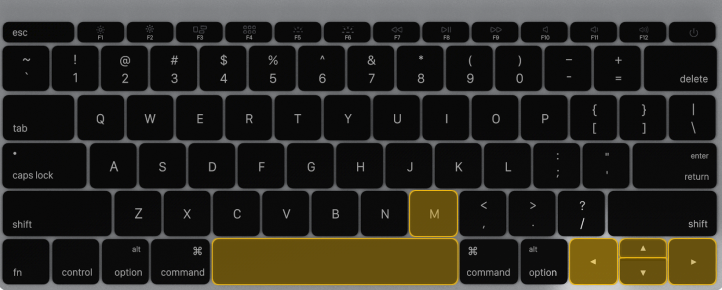 esc F1 F2 F3 F4 F5 F6 F7 F8 F9 F10 F11 F12
~ ! @ # $ % ^ & * ( ) – +
` 1 2 3 4 5 6 7 8 9 0 - = delete
tab Q W E R T Y U I O P { [ } ] | \
caps lock A S D F G H J K L : ; " ' enter return
shift Z X C V B N M < , > . ? / shift
fn control alt option ⌘ command ⌘ command alt option ◀ ▲ ▼ ▶